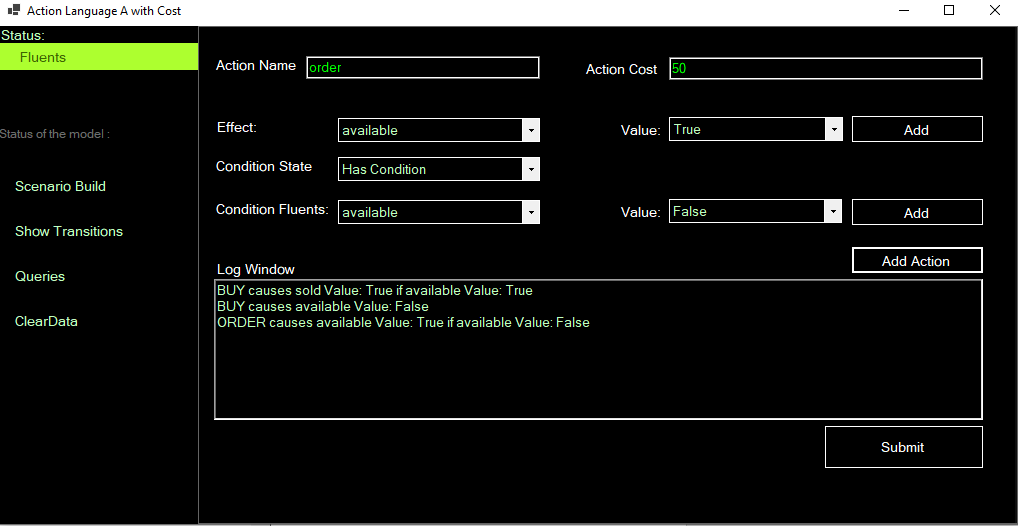 Action Language A with Cost
Status:
Fluents
Status of the model :
Scenario Build
Show Transitions
Queries
ClearData
Action Name order Action Cost 50
Effect: available Value: True Add
Condition State Has Condition
Condition Fluents: available Value: False Add
Add Action
Log Window
BUY causes sold Value: True if available Value: True
BUY causes available Value: False
ORDER causes available Value: True if available Value: False
Submit